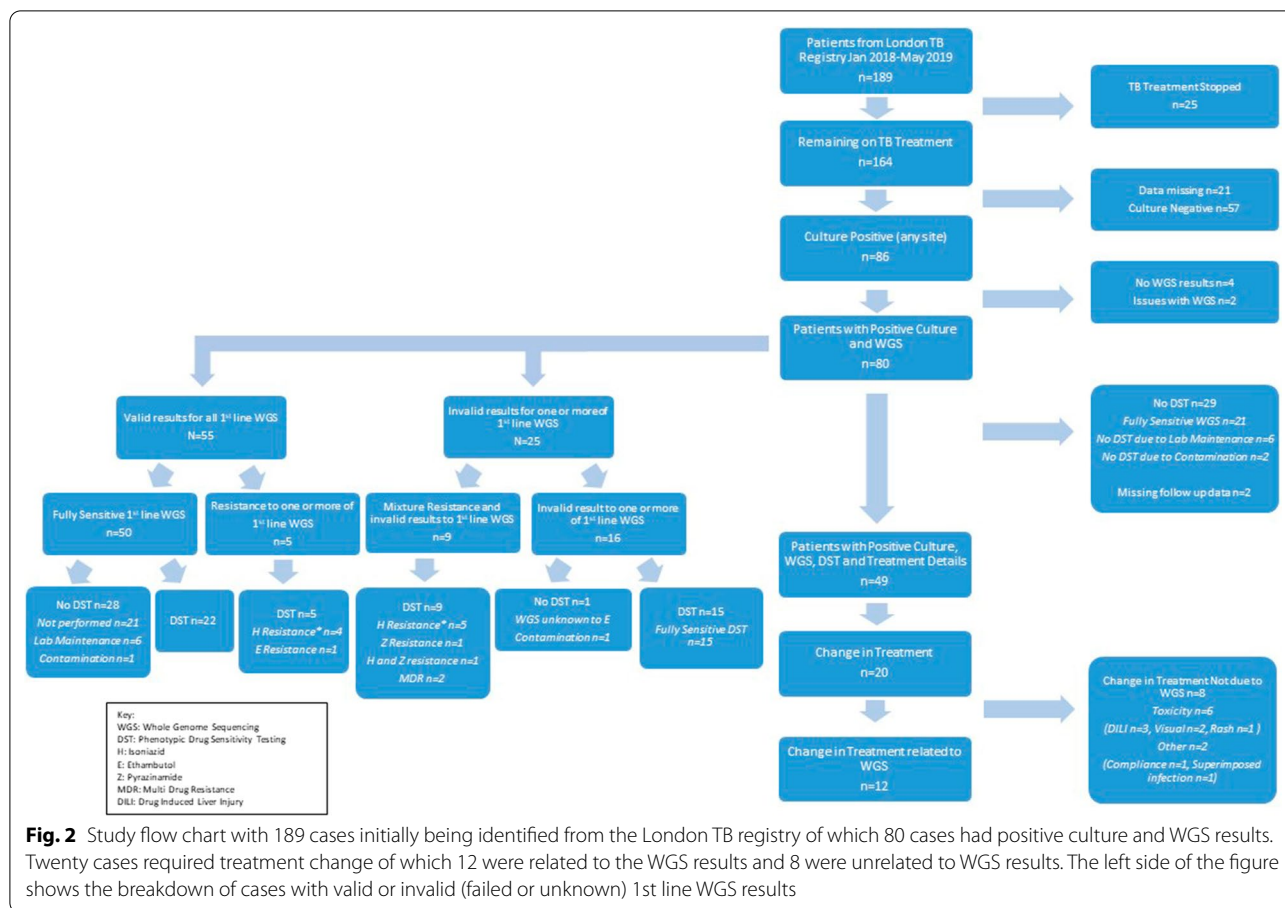 Patients from London TB
Registry Jan 2018-May 2019
n=189
TB Treatment Stopped
n=25
Remaining on TB Treatment
n=164
Data missing n=21
Culture Negative n=57
Culture Positive (any site)
n=86
No WGS results n=4
Issues with WGS n=2
Patients with Positive Culture
and WGS
n=80
Valid results for all 1st line WGS
N=55
Invalid results for one or more of
1st line WGS
N=25
No DST n=29
Fully Sensitive WGS n=21
No DST due to Lab Maintenance n=6
No DST due to Contamination n=2
Missing follow up data n=2
Fully Sensitive 1st line WGS
n=50
Resistance to one or more of
1st line WGS
n=5
Mixture Resistance and
invalid results to 1st line WGS
n=9
Invalid result to one or more
of 1st line WGS
n=16
Patients with Positive Culture,
WGS, DST and Treatment Details
n=49
No DST n=28
Not performed n=21
Lab Maintenance n=6
Contamination n=1
DST n=22
DST n=5
H Resistance* n=4
E Resistance n=1
DST n=9
H Resistance* n=5
Z Resistance n=1
H and Z resistance n=1
MDR n=2
No DST n=1
WGS unknown to E
Contamination n=1
DST n=15
Fully Sensitive DST
n=15
Change in Treatment
n=20
Change in Treatment Not due to
WGS n=8
Toxicity n=6
(DILI n=3, Visual n=2, Rash n=1 )
Other n=2
(Compliance n=1, Superimposed
infection n=1)
Change in Treatment related to
WGS
n=12
Key:
WGS: Whole Genome Sequencing
DST: Phenotypic Drug Sensitivity Testing
H: Isoniazid
E: Ethambutol
Z: Pyrazinamide
MDR: Multi Drug Resistance
DILI: Drug Induced Liver Injury
Fig. 2 Study flow chart with 189 cases initially being identified from the London TB registry of which 80 cases had positive culture and WGS results.
Twenty cases required treatment change of which 12 were related to the WGS results and 8 were unrelated to WGS results. The left side of the figure
shows the breakdown of cases with valid or invalid (failed or unknown) 1st line WGS results